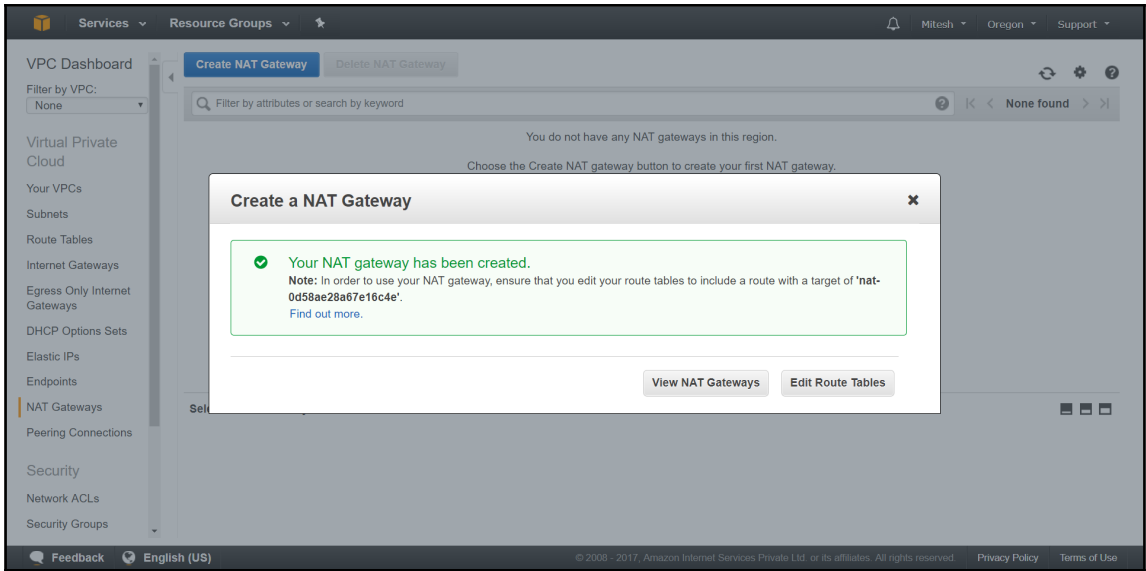 Services Resource Groups Mitesh Oregon Support
VPC Dashboard
Filter by VPC:
None
Virtual Private
Cloud
Your VPCs
Subnets
Route Tables
Internet Gateways
Egress Only Internet
Gateways
DHCP Options Sets
Elastic IPs
Endpoints
NAT Gateways
Peering Connections
Security
Network ACLs
Security Groups
Create NAT Gateway Delete NAT Gateway
Filter by attributes or search by keyword None found
You do not have any NAT gateways in this region.
Choose the Create NAT gateway button to create your first NAT gateway.
Create a NAT Gateway
Your NAT gateway has been created.
Note: In order to use your NAT gateway, ensure that you edit your route tables to include a route with a target of 'nat-
0d58ae28a67e16c4e'.
Find out more.
View NAT Gateways Edit Route Tables
Feedback English (US) © 2008 - 2017, Amazon Internet Services Private Ltd. or its affiliates. All rights reserved. Privacy Policy Terms of Use